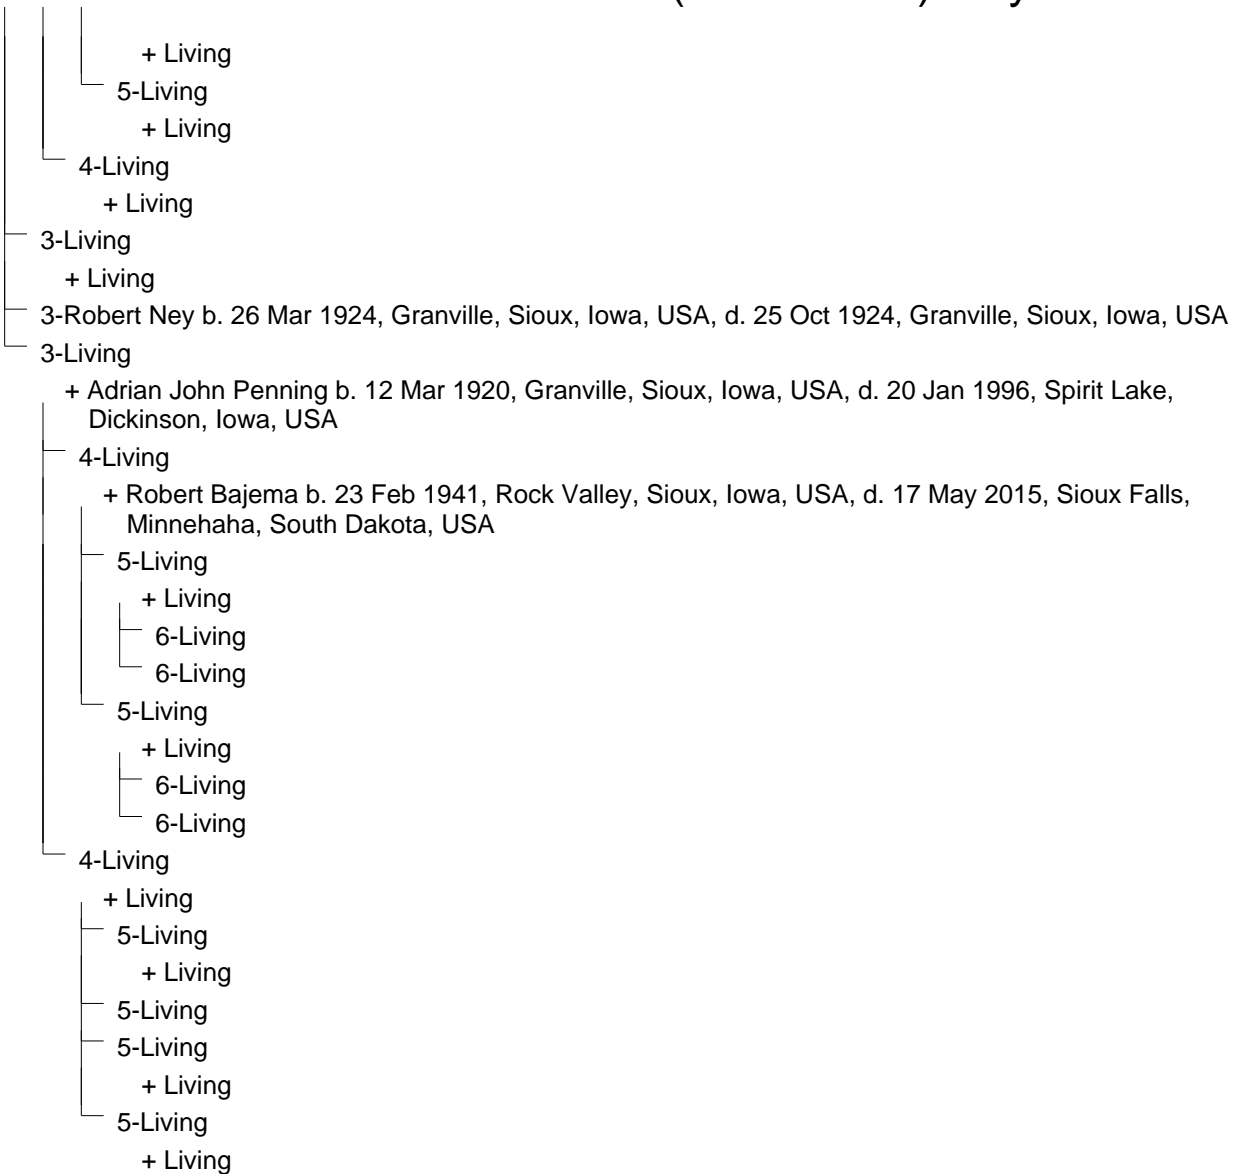 + Living
5-Living
+ Living
4-Living
+ Living
3-Living
+ Living
3-Robert Ney b. 26 Mar 1924, Granville, Sioux, Iowa, USA, d. 25 Oct 1924, Granville, Sioux, Iowa, USA
3-Living
+ Adrian John Penning b. 12 Mar 1920, Granville, Sioux, Iowa, USA, d. 20 Jan 1996, Spirit Lake,
Dickinson, Iowa, USA
4-Living
+ Robert Bajema b. 23 Feb 1941, Rock Valley, Sioux, Iowa, USA, d. 17 May 2015, Sioux Falls,
Minnehaha, South Dakota, USA
5-Living
+ Living
6-Living
6-Living
5-Living
+ Living
6-Living
6-Living
4-Living
+ Living
5-Living
+ Living
5-Living
5-Living
+ Living
5-Living
+ Living